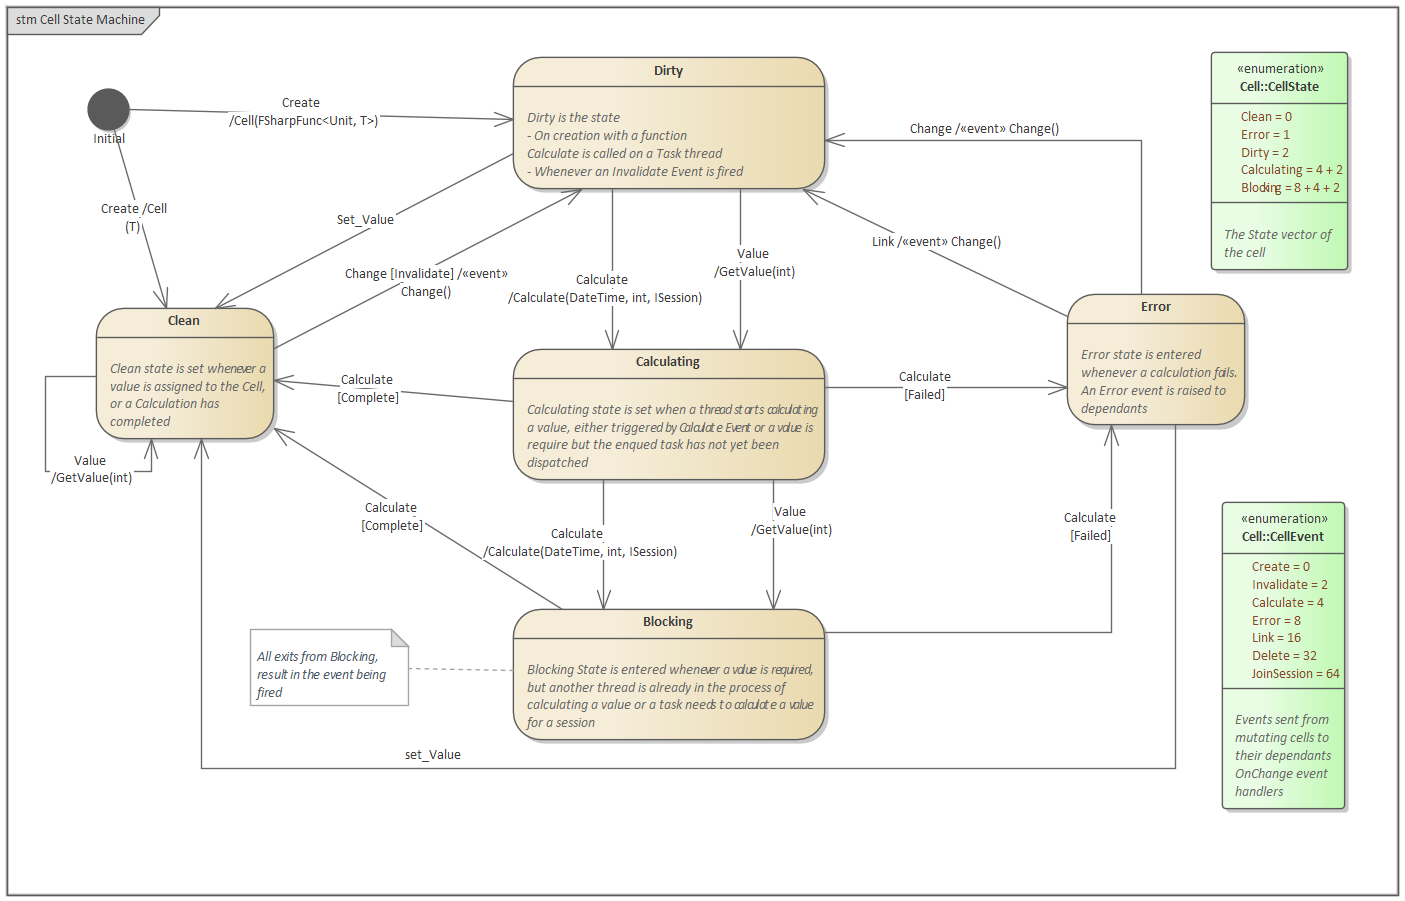 stm Cell State Machine
Initial
Create
/Cell(FSharpFunc<Unit, T>)
Create /Cell
(T)
Dirty
Dirty is the state
- On creation with a function
Calculate is called on a Task thread
- Whenever an Invalidate Event is fired
Set_Value
Change [Invalidate] /«event»
Change()
Calculate
/Calculate(DateTime, int, ISession)
Value
/GetValue(int)
Change /«event» Change()
Link /«event» Change()
«enumeration»
Cell::CellState
Clean = 0
Error = 1
Dirty = 2
Calculating = 4 + 2
Blocking = 8 + 4 + 2
The State vector of
the cell
Clean
Clean state is set whenever a
value is assigned to the Cell,
or a Calculation has
completed
Value
/GetValue(int)
Calculate
[Complete]
Calculating
Calculating state is set when a thread starts calculating
a value, either triggered by Calculate Event or a value is
require but the enqued task has not yet been
dispatched
Calculate
[Failed]
Error
Error state is entered
whenever a calculation fails.
An Error event is raised to
dependants
Calculate
[Complete]
Calculate
/Calculate(DateTime, int, ISession)
Value
/GetValue(int)
Calculate
[Failed]
Blocking
Blocking State is entered whenever a value is required,
but another thread is already in the process of
calculating a value or a task needs to calculate a value
for a session
All exits from Blocking,
result in the event being
fired
set_Value
«enumeration»
Cell::CellEvent
Create = 0
Invalidate = 2
Calculate = 4
Error = 8
Link = 16
Delete = 32
JoinSession = 64
Events sent from
mutating cells to
their dependants
OnChange event
handlers